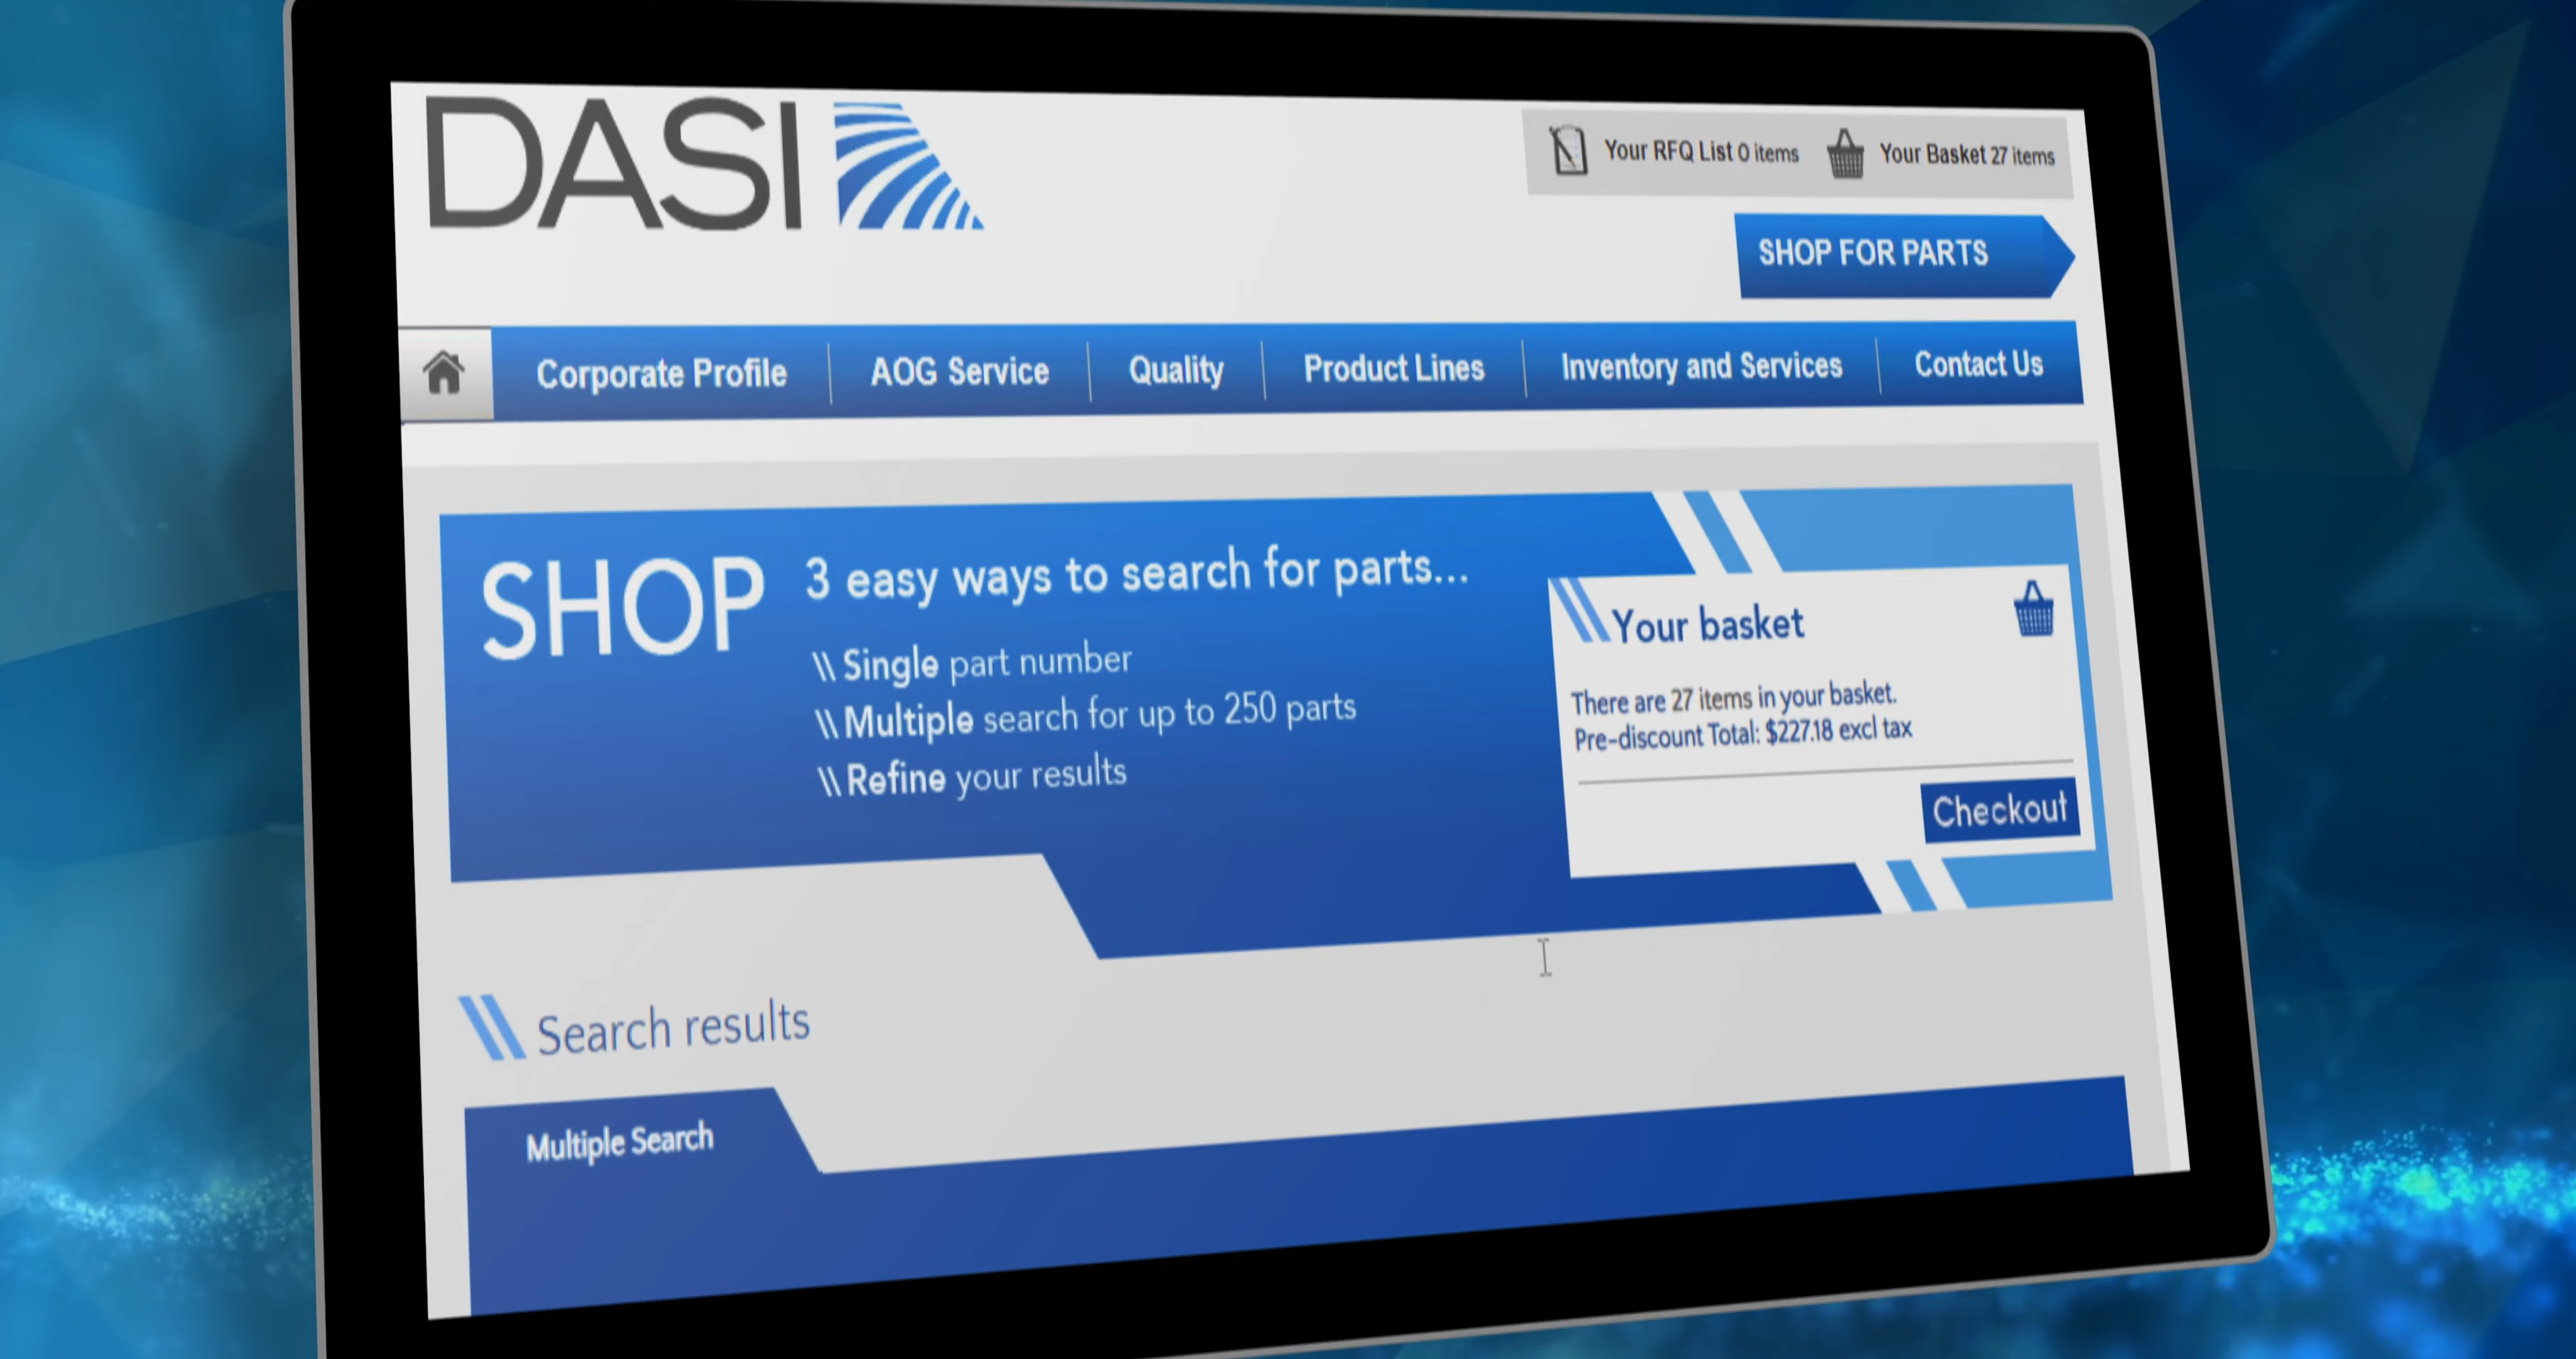 DASI
Your RFQ List 0 items
Your Basket 27 items
SHOP FOR PARTS
Corporate Profile
AOG Service
Quality
Product Lines
Inventory and Services
Contact Us
SHOP
3 easy ways to search for parts...
\\ Single part number
\\ Multiple search for up to 250 parts
\\ Refine your results
Your basket
There are 27 items in your basket.
Pre-discount Total: $227.18 excl tax
Checkout
Search results
Multiple Search